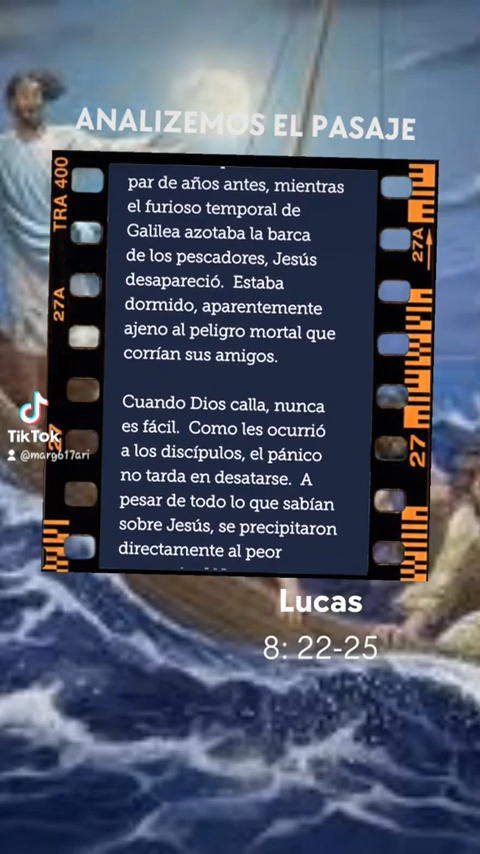 ANALIZEMOS EL PASAJE
par de años antes, mientras
el furioso temporal de
Galilea azotaba la barca
de los pescadores, Jesús
desapareció.  Estaba
dormido, aparentemente
ajeno al peligro mortal que
corrían sus amigos.
Cuando Dios calla, nunca
es fácil.  Como les ocurrió
a los discípulos, el pánico
no tarda en desatarse.  A
pesar de todo lo que sabían
sobre Jesús, se precipitaron
directamente al peor
Lucas
8: 22-25
TRA 400
27A
27
27A
27
TikTok
@marg617ari